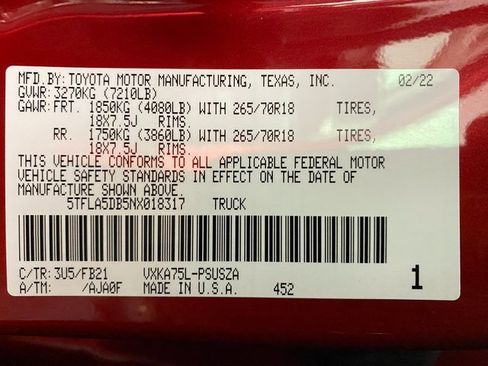 MFD.BY: TOYOTA MOTOR MANUFACTURING, TEXAS, INC. 02/22
GVWR: 3270KG (7210LB)
GAWR: FRT. 1850KG (4080LB) WITH 265/70R18 TIRES,
18X7.5J RIMS.
RR. 1750KG (3860LB) WITH 265/70R18 TIRES,
18X7.5J RIMS.
THIS VEHICLE CONFORMS TO ALL APPLICABLE FEDERAL MOTOR
VEHICLE SAFETY STANDARDS IN EFFECT ON THE DATE OF
MANUFACTURE SHOWN ABOVE.
5TFLA5DB5NX018317 TRUCK
C/TR: 3U5/FB21 VXKA75L-PSUSZA
A/TM: /AJA0F MADE IN U.S.A. 452 1